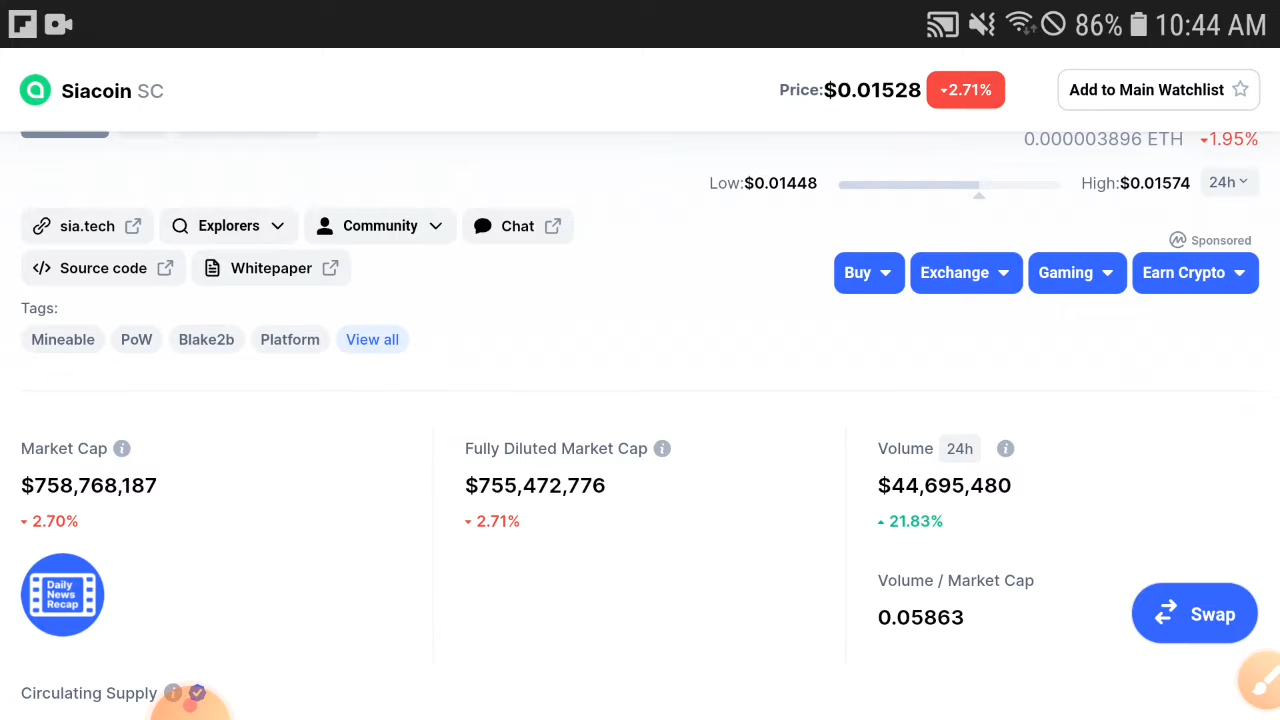 86% 10:44 AM
Siacoin SC
Price:$0.01528 2.71%
Add to Main Watchlist
0.000003896 ETH 1.95%
Low:$0.01448 High:$0.01574 24h
sia.tech Explorers Community Chat
Sponsored
Source code Whitepaper
Buy Exchange Gaming Earn Crypto
Tags:
Mineable PoW Blake2b Platform View all
Market Cap Fully Diluted Market Cap Volume 24h
$758,768,187 $755,472,776 $44,695,480
2.70% 2.71% 21.83%
Daily
News
Recap
Volume / Market Cap
0.05863
Swap
Circulating Supply